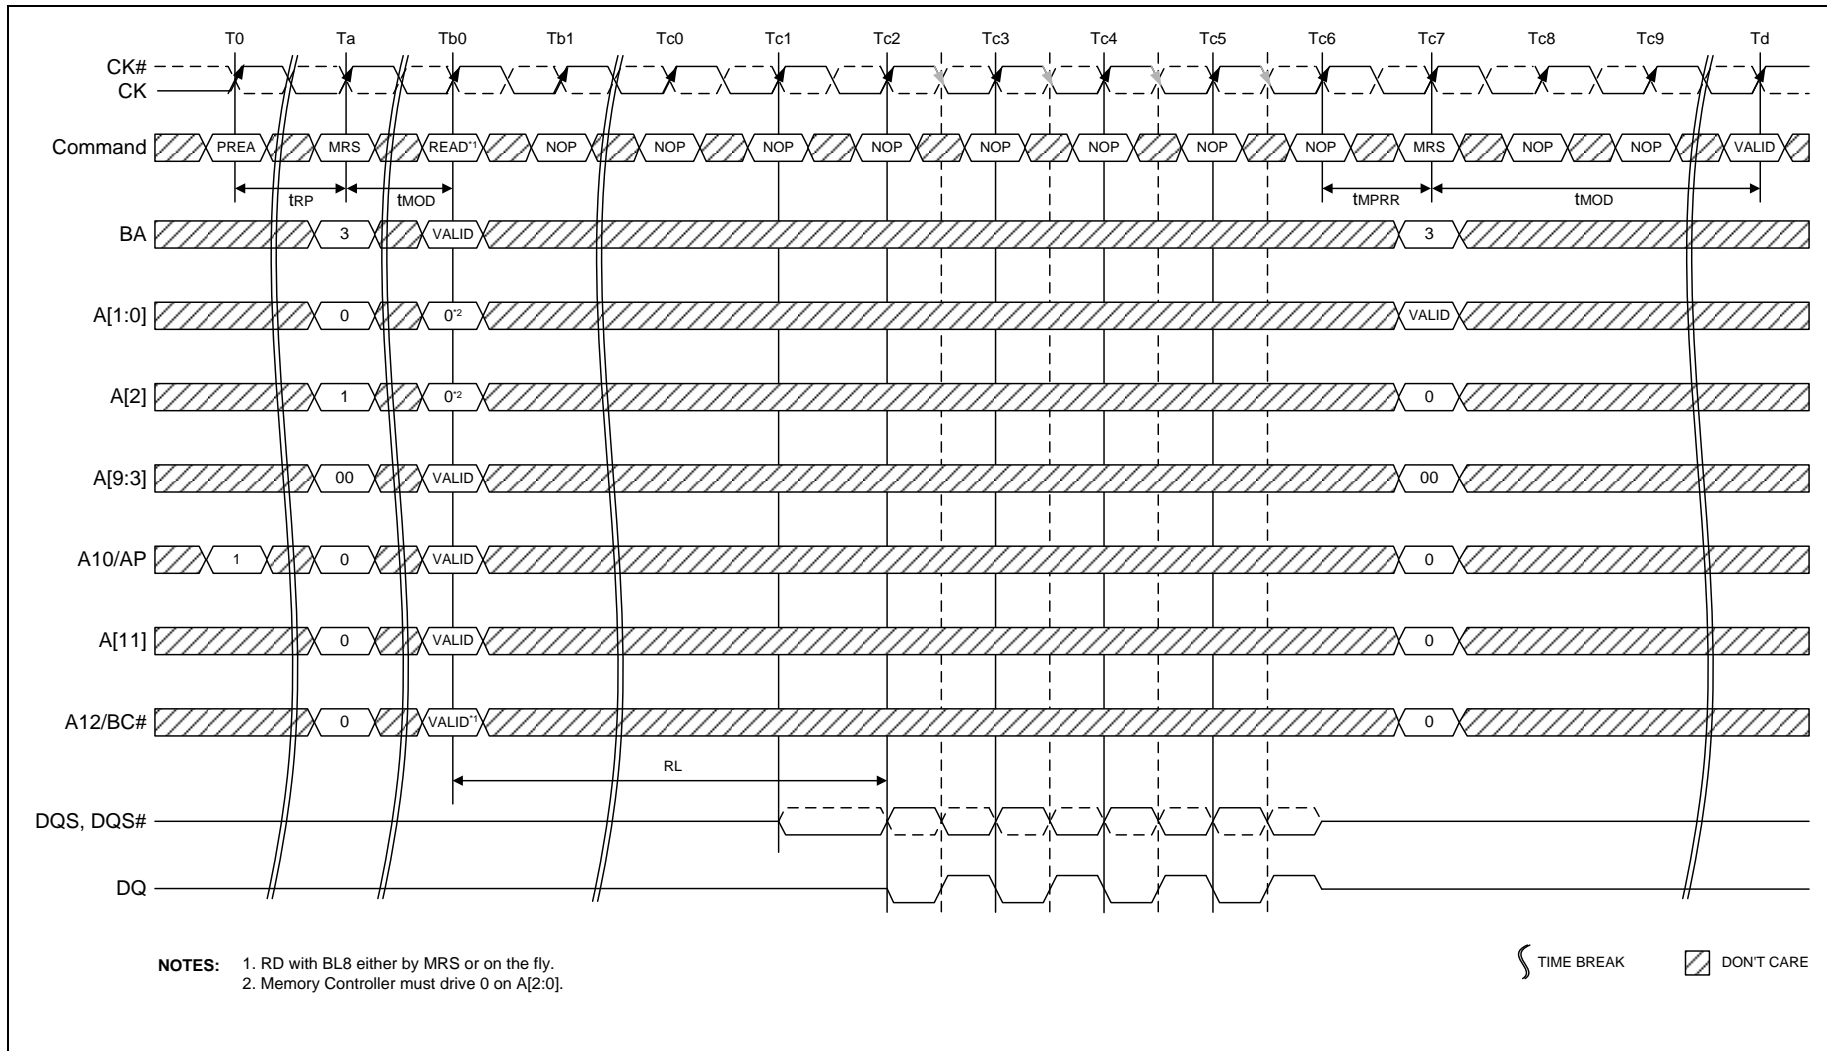 T0 Ta Tb0 Tb1 Tc0 Tc1 Tc2 Tc3 Tc4 Tc5 Tc6 Tc7 Tc8 Tc9 Td
CK#
CK
Command PREA MRS READ*1 NOP NOP NOP NOP NOP NOP NOP NOP MRS NOP NOP VALID
tRP tMOD tMPRR tMOD
BA 3 VALID 3
A[1:0] 0 0*2 VALID
A[2] 1 0*2 0
A[9:3] 00 VALID 00
A10/AP 1 0 VALID 0
A[11] 0 VALID 0
A12/BC# 0 VALID*1 0
RL
DQS, DQS#
DQ
NOTES: 1. RD with BL8 either by MRS or on the fly.
2. Memory Controller must drive 0 on A[2:0].
TIME BREAK DON'T CARE